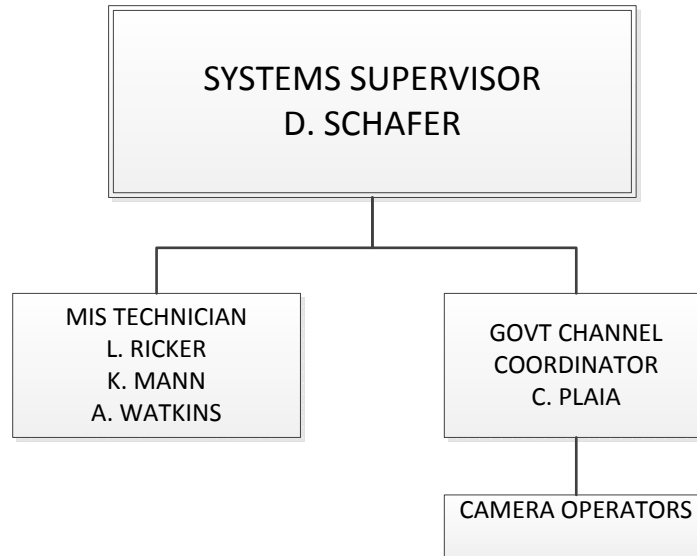 SYSTEMS SUPERVISOR
D. SCHAFER
MIS TECHNICIAN
L. RICKER
K. MANN
A. WATKINS
GOVT CHANNEL
COORDINATOR
C. PLAIA
CAMERA OPERATORS